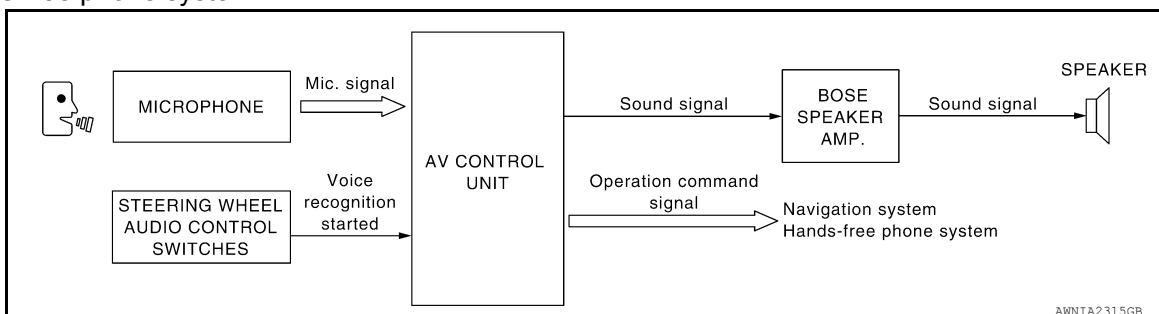 MICROPHONE
Mic. signal
STEERING WHEEL
AUDIO CONTROL
SWITCHES
Voice
recognition
started
AV CONTROL
UNIT
Sound signal
BOSE
SPEAKER
AMP.
Sound signal
SPEAKER
Operation command
signal
Navigation system
Hands-free phone system
AWNIA2315GB